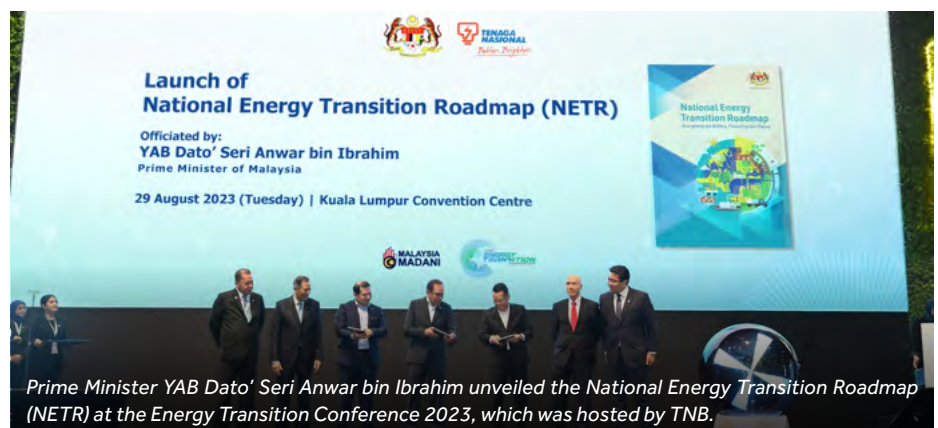 TENAGA
NASIONAL
Better. Brighter.
Launch of
National Energy Transition Roadmap (NETR)
Officiated by:
YAB Dato’ Seri Anwar bin Ibrahim
Prime Minister of Malaysia
29 August 2023 (Tuesday) | Kuala Lumpur Convention Centre
National Energy
Transition Roadmap
MALAYSIA
MADANI
ENERGY
TRANSITION
Prime Minister YAB Dato’ Seri Anwar bin Ibrahim unveiled the National Energy Transition Roadmap
(NETR) at the Energy Transition Conference 2023, which was hosted by TNB.